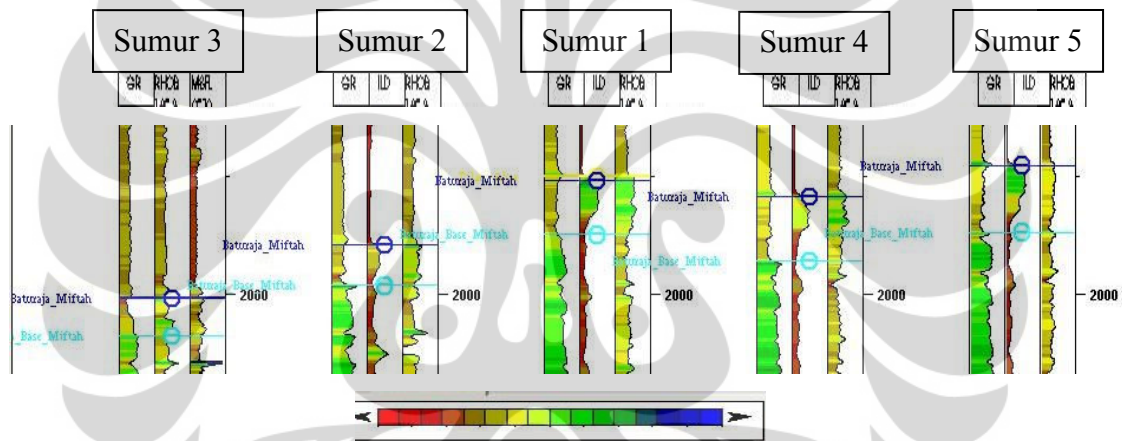 Sumur 3
Sumur 2
Sumur 1
Sumur 4
Sumur 5
GR RHOB
GR ILD RHOB
GR ILD RHOB
GR ILD RHOB
GR ILD RHOB
Baturaja_Miftah
Baturaja_Miftah
Baturaja_Miftah
Baturaja_Miftah
Baturaja_Base_Miftah
Baturaja_Base_Miftah
Baturaja_Miftah
Baturaja_Base_Miftah
Baturaja_Base_Miftah
2000
2000
2000
2000
2000
Baturaja_Miftah
Base_Miftah